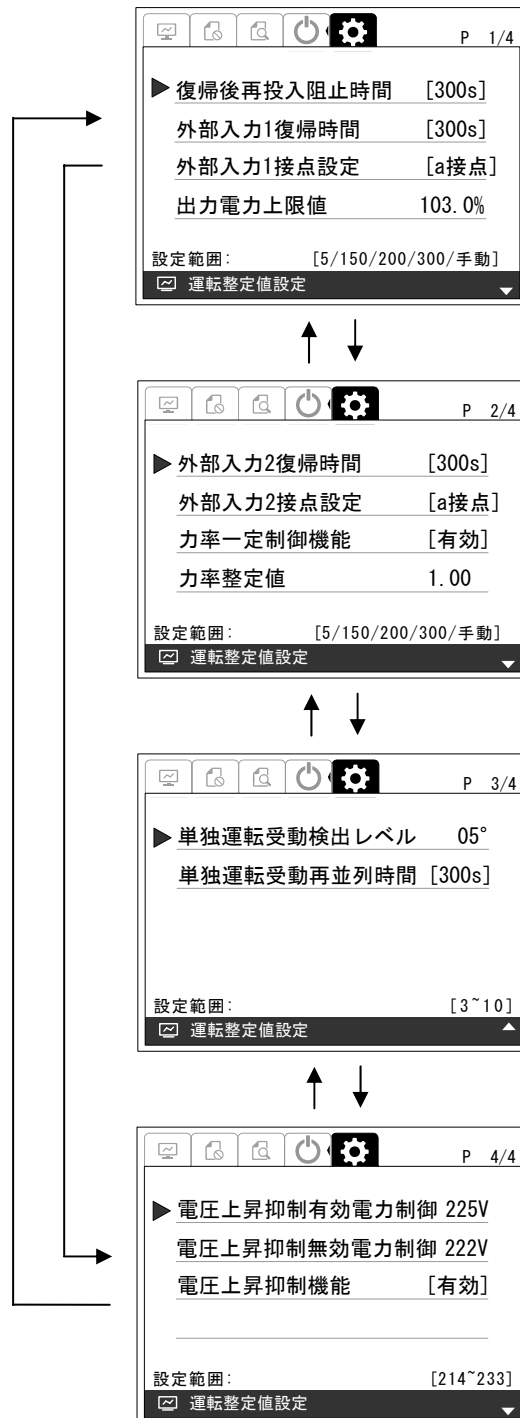 P 1/4
復帰後再投入阻止時間 [300s]
外部入力1復帰時間 [300s]
外部入力1接点設定 [a接点]
出力電力上限値 103.0%
設定範囲: [5/150/200/300/手動]
運転整定値設定
P 2/4
外部入力2復帰時間 [300s]
外部入力2接点設定 [a接点]
力率一定制御機能 [有効]
力率整定値 1.00
設定範囲: [5/150/200/300/手動]
運転整定値設定
P 3/4
単独運転受動検出レベル 05°
単独運転受動再並列時間 [300s]
設定範囲: [3~10]
運転整定値設定
P 4/4
電圧上昇抑制有効電力制御 225V
電圧上昇抑制無効電力制御 222V
電圧上昇抑制機能 [有効]
設定範囲: [214~233]
運転整定値設定